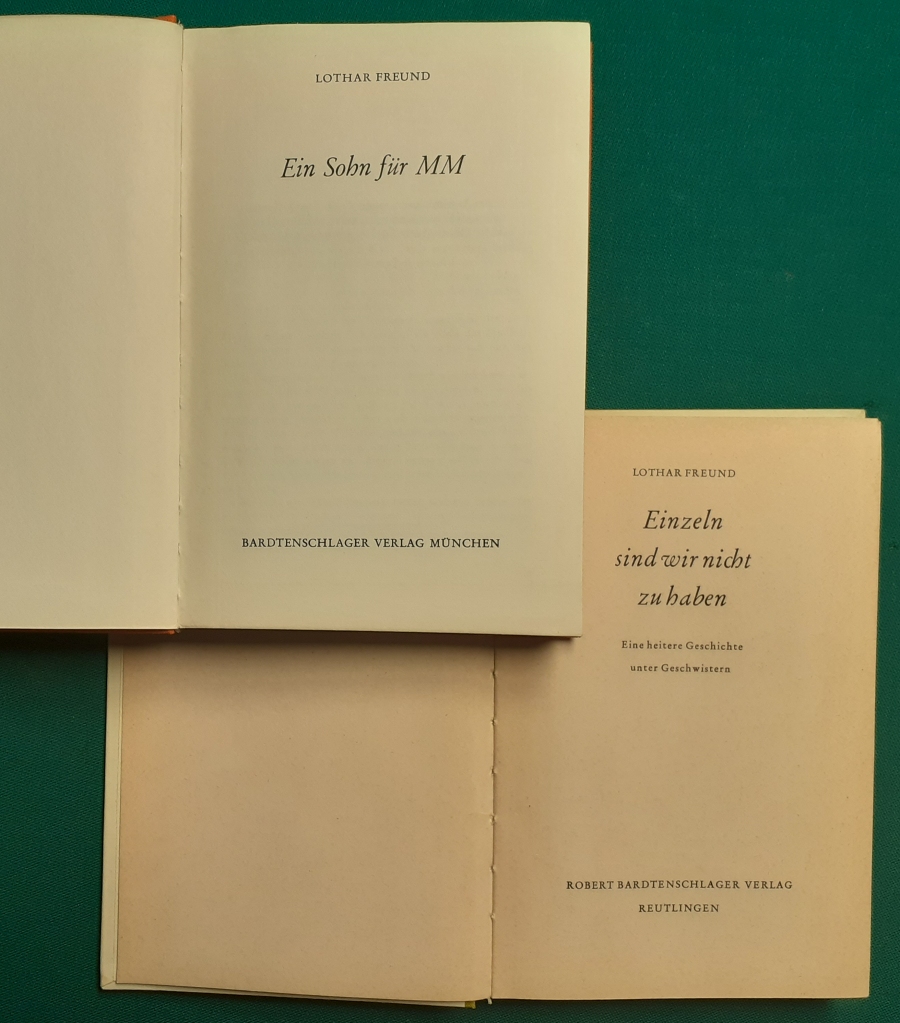 LOTHAR FREUND
Ein Sohn für MM
BARDTENSCHLAGER VERLAG MÜNCHEN
LOTHAR FREUND
Einzeln
sind wir nicht
zu haben
Eine heitere Geschichte
unter Geschwistern
ROBERT BARDTENSCHLAGER VERLAG
REUTLINGEN